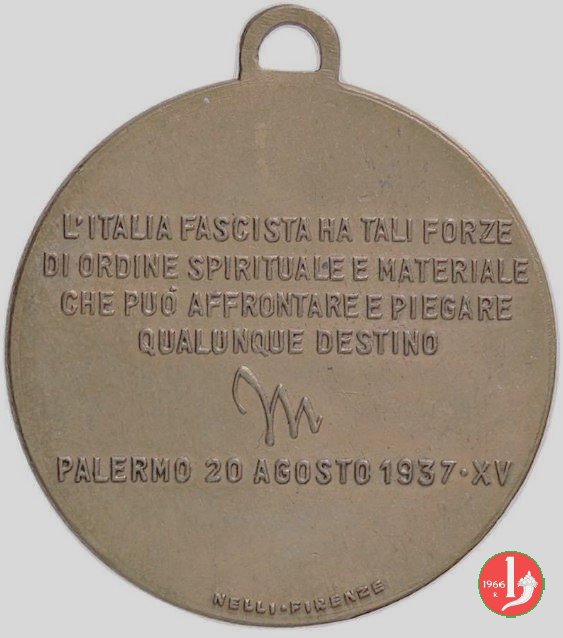 L'ITALIA FASCISTA HA TALI FORZE
DI ORDINE SPIRITUALE E MATERIALE
CHE PUÓ AFFRONTARE E PIEGARE
QUALUNQUE DESTINO
M
PALERMO 20 AGOSTO 1937·XV
NELLI·FIRENZE
1966
K